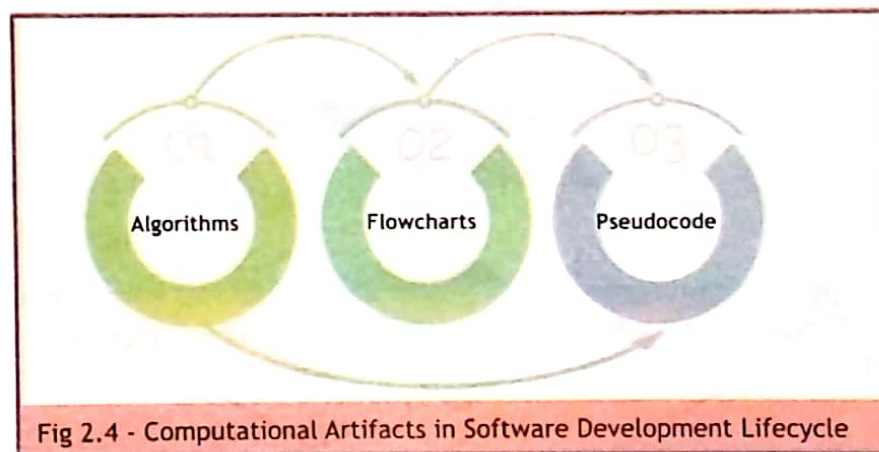 01
02
03
Algorithms
Flowcharts
Pseudocode
Fig 2.4 - Computational Artifacts in Software Development Lifecycle